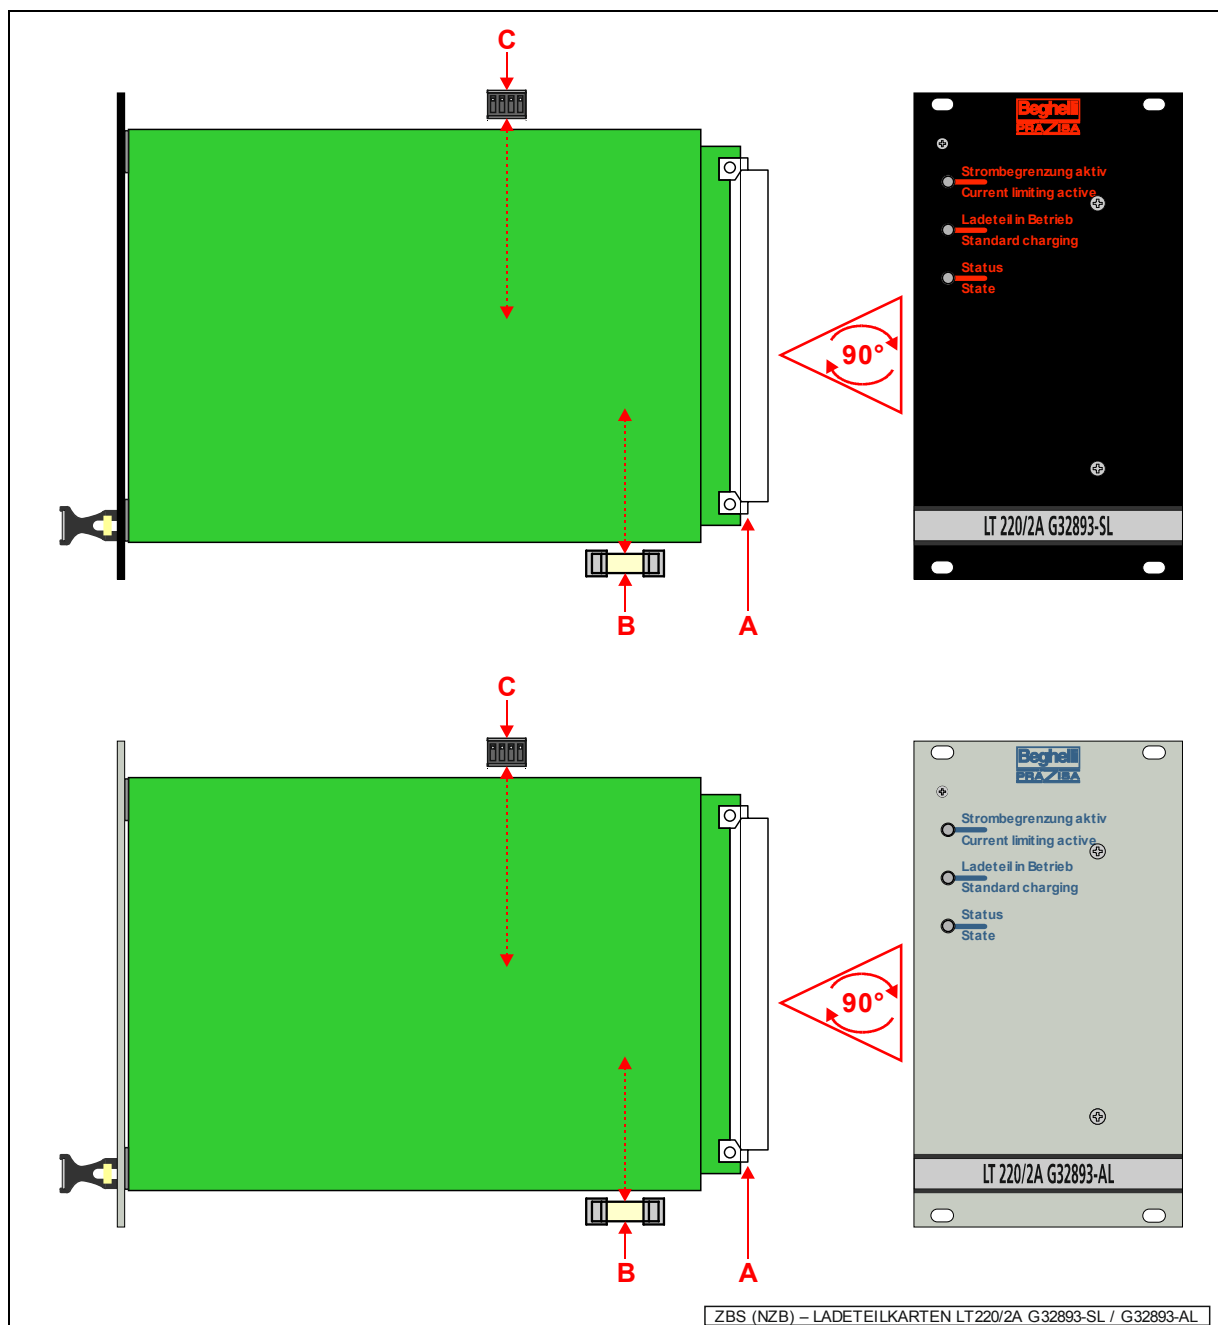 C
Beghelli
PRÄZISA
Strombegrenzung aktiv
Current limiting active
Ladeteil in Betrieb
Standard charging
Status
State
90°
LT 220/2A G32893-SL
B
A
C
Beghelli
PRÄZISA
Strombegrenzung aktiv
Current limiting active
Ladeteil in Betrieb
Standard charging
Status
State
90°
LT 220/2A G32893-AL
B
A
ZBS (NZB) – LADETEILKARTEN LT220/2A G32893-SL / G32893-AL